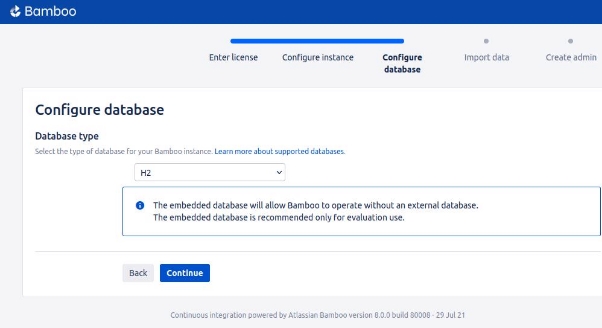 Bamboo
Enter license
Configure instance
Configure
database
Import data
Create admin
Configure database
Database type
Select the type of database for your Bamboo instance. Learn more about supported databases.
H2
The embedded database will allow Bamboo to operate without an external database.
The embedded database is recommended only for evaluation use.
Back
Continue
Continuous integration powered by Atlassian Bamboo version 8.0.0 build 80008 - 29 Jul 21